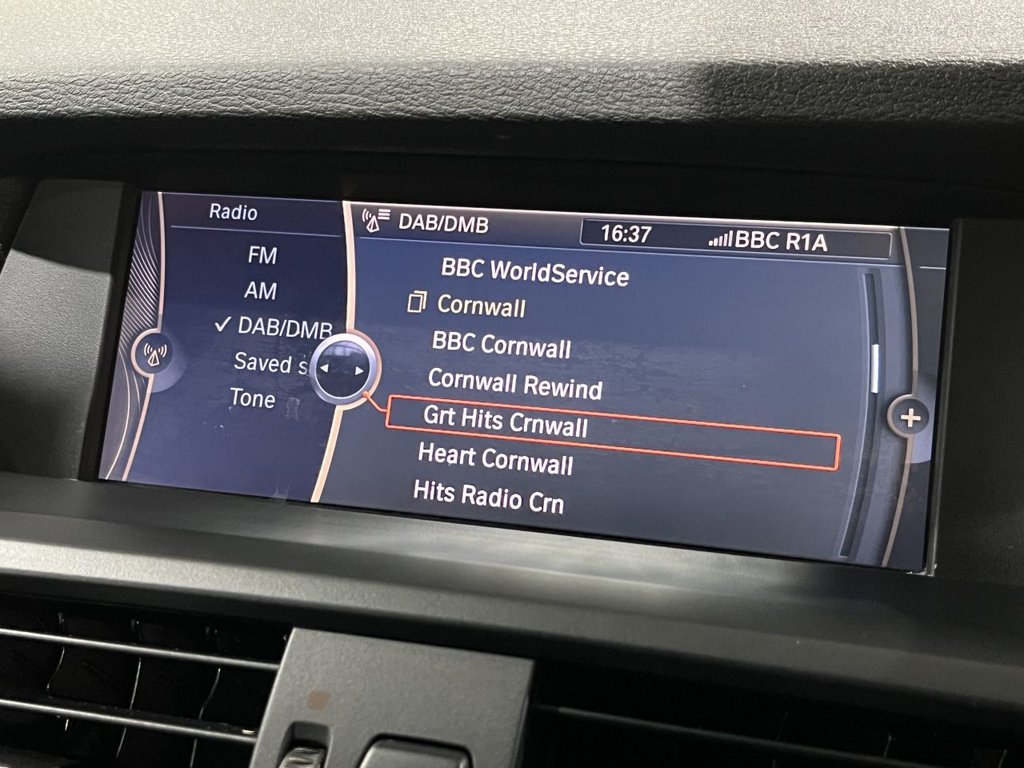 Radio
FM
AM
✓ DAB/DMB
Saved s
Tone
DAB/DMB
16:37
BBC R1A
BBC WorldService
Cornwall
BBC Cornwall
Cornwall Rewind
Grt Hits Crnwall
Heart Cornwall
Hits Radio Crn